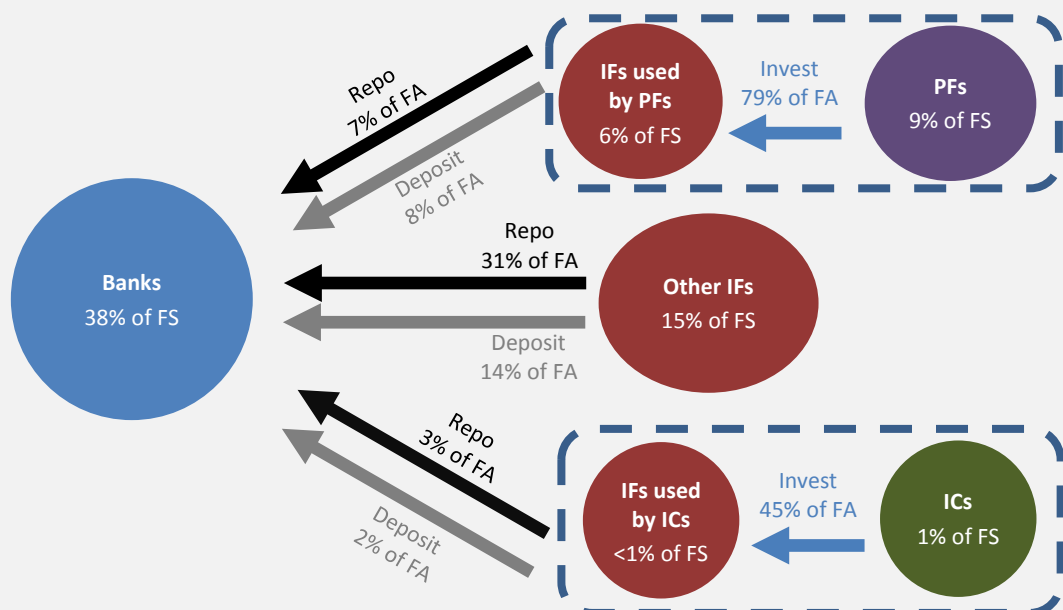 IFs used
by PFs
6% of FS
Invest
79% of FA
PFs
9% of FS
Repo
7% of FA
Deposit
8% of FA
Banks
38% of FS
Repo
31% of FA
Deposit
14% of FA
Other IFs
15% of FS
Repo
3% of FA
Deposit
2% of FA
IFs used
by ICs
<1% of FS
Invest
45% of FA
ICs
1% of FS